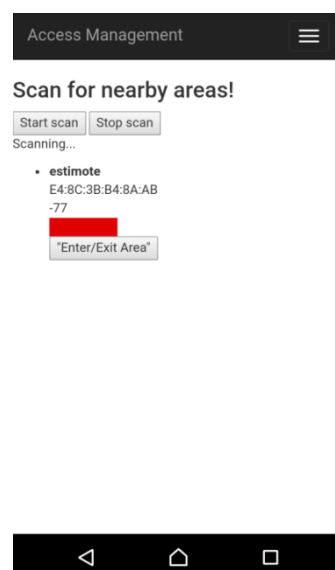 Access Management
Scan for nearby areas!
Start scan Stop scan
Scanning...
estimote
E4:8C:3B:B4:8A:AB
-77
"Enter/Exit Area"